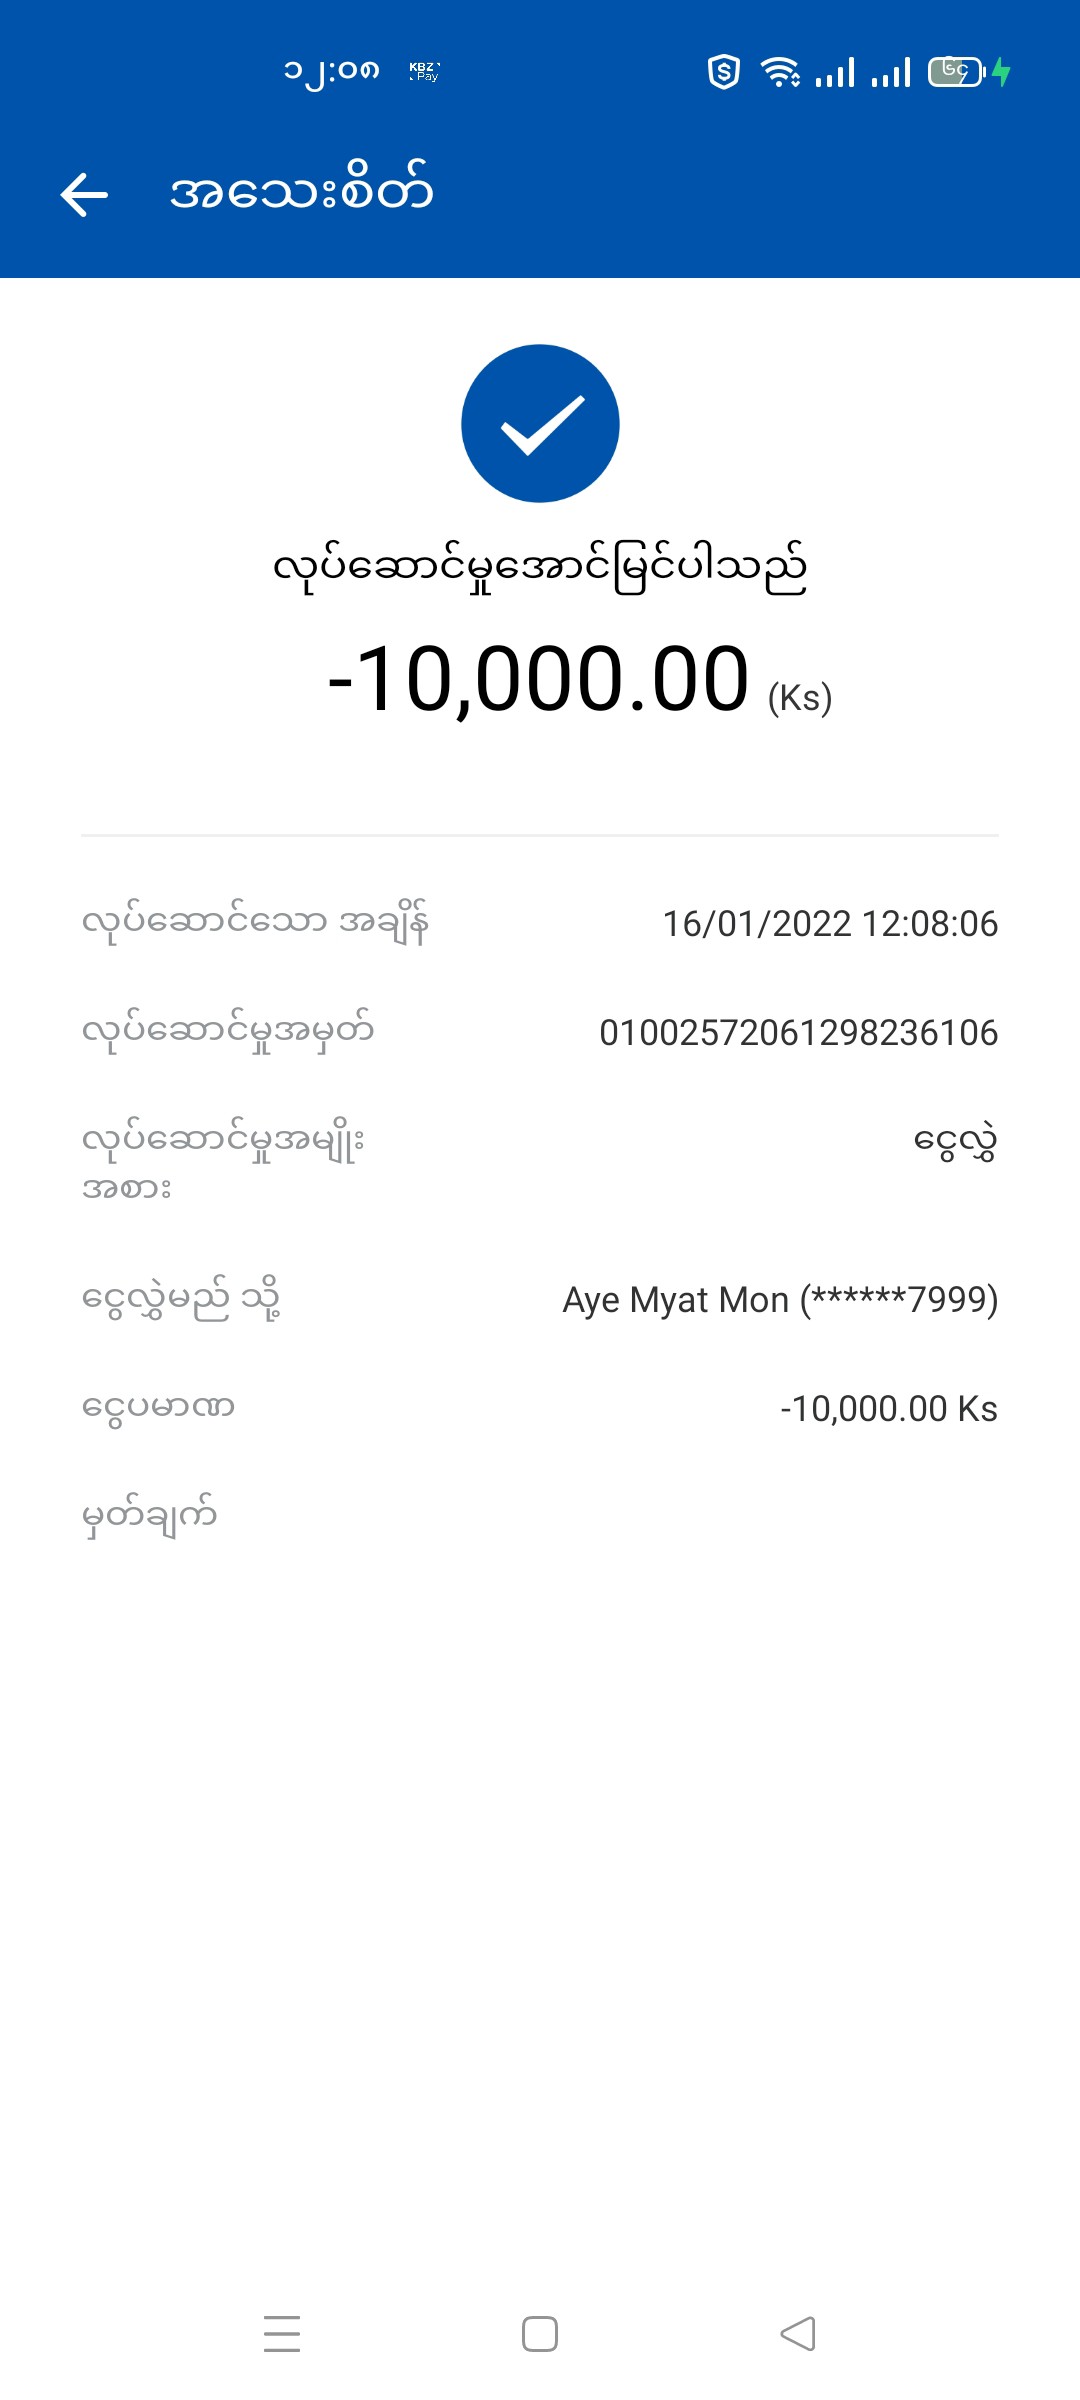 ၁၂:၀၈ KBZ Pay ၆၄
အသေးစိတ်
လုပ်ဆောင်မှုအောင်မြင်ပါသည်
-10,000.00 (Ks)
လုပ်ဆောင်သော အချိန် 16/01/2022 12:08:06
လုပ်ဆောင်မှုအမှတ် 01002572061298236106
လုပ်ဆောင်မှုအမျိုး ငွေလွှဲ
အစား
ငွေလွှဲမည် သို့ Aye Myat Mon (******7999)
ငွေပမာဏ -10,000.00 Ks
မှတ်ချက်